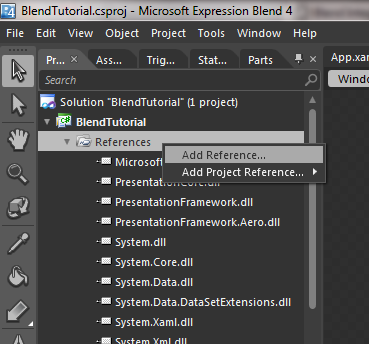 BlendTutorial.csproj - Microsoft Expression Blend 4
File Edit View Object Project Tools Window Help
Pr... Assets Trig... Stat... Parts
App.xan
Search
Windo
Solution "BlendTutorial" (1 project)
C#
BlendTutorial
References
Add Reference...
Microsof
Add Project Reference...
PresentationCore.dll
PresentationFramework.dll
PresentationFramework.Aero.dll
System.dll
System.Core.dll
System.Data.dll
System.Data.DataSetExtensions.dll
System.Xaml.dll
System.Xml.dll